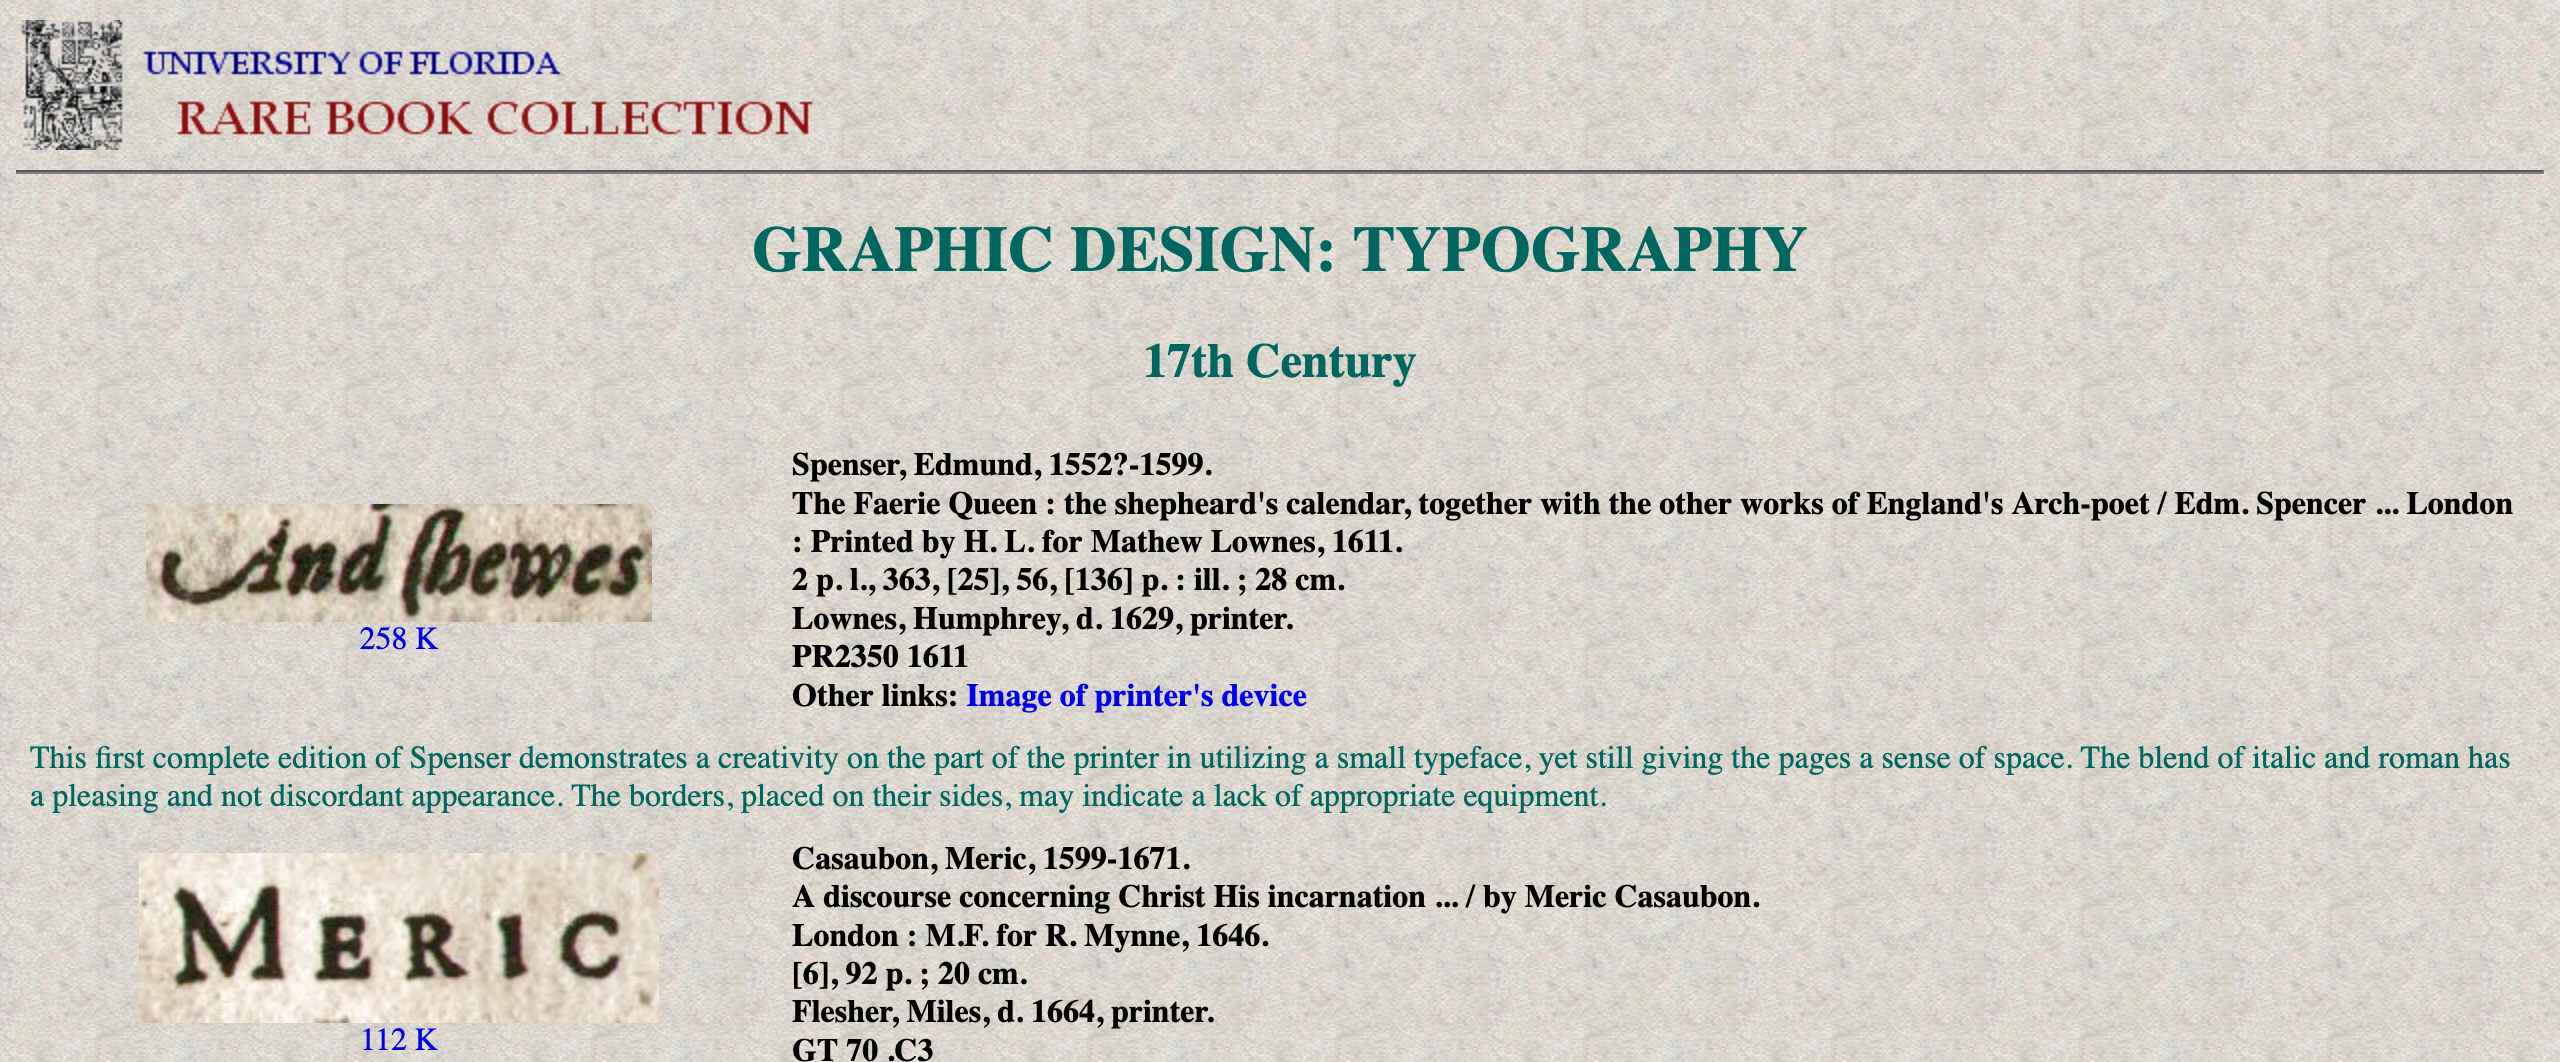 UNIVERSITY OF FLORIDA
RARE BOOK COLLECTION
GRAPHIC DESIGN: TYPOGRAPHY
17th Century
And ſhewes
258 K
Spenser, Edmund, 1552?-1599.
The Faerie Queen : the shepheard's calendar, together with the other works of England's Arch-poet / Edm. Spencer ... London
: Printed by H. L. for Mathew Lownes, 1611.
2 p. l., 363, [25], 56, [136] p. : ill. ; 28 cm.
Lownes, Humphrey, d. 1629, printer.
PR2350 1611
Other links: Image of printer's device
This first complete edition of Spenser demonstrates a creativity on the part of the printer in utilizing a small typeface, yet still giving the pages a sense of space. The blend of italic and roman has
a pleasing and not discordant appearance. The borders, placed on their sides, may indicate a lack of appropriate equipment.
MERIC
112 K
Casaubon, Meric, 1599-1671.
A discourse concerning Christ His incarnation ... / by Meric Casaubon.
London : M.F. for R. Mynne, 1646.
[6], 92 p. ; 20 cm.
Flesher, Miles, d. 1664, printer.
GT 70 .C3